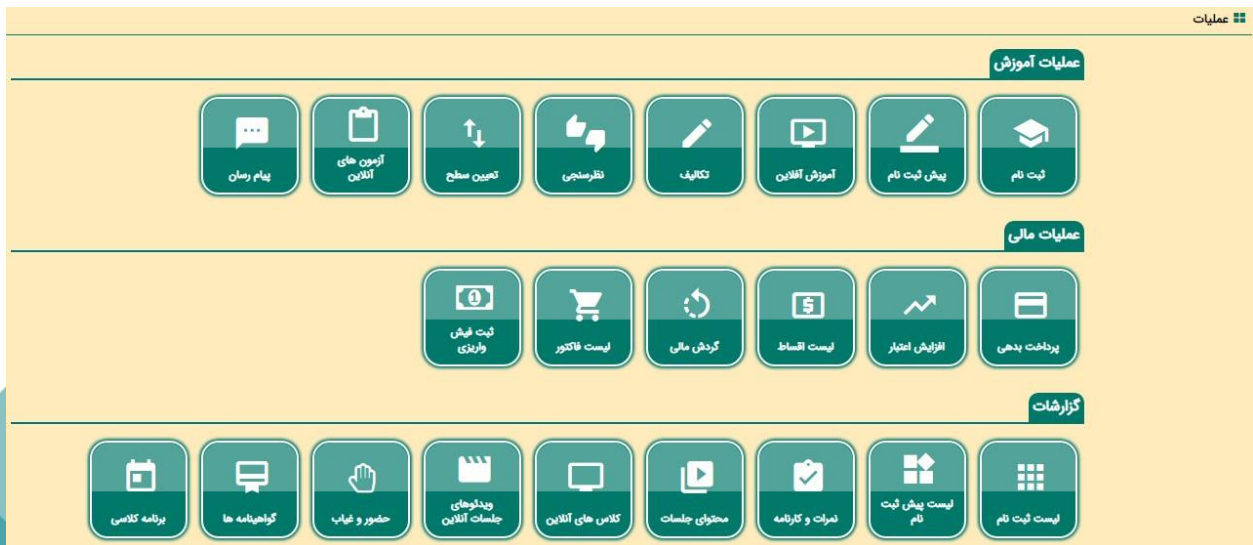 عملیات
عملیات آموزش
ثبت نام
پیش ثبت نام
آموزش آفلاین
تکالیف
نظرسنجی
تعیین سطح
آزمون های
آنلاین
پیام رسان
عملیات مالی
پرداخت بدهی
افزایش اعتبار
لیست اقساط
گردش مالی
لیست فاکتور
ثبت فیش
واریزی
گزارشات
لیست ثبت نام
لیست پیش ثبت
نام
نمرات و کارنامه
محتوای جلسات
کلاس های آنلاین
ویدئوهای
جلسات آنلاین
حضور و غیاب
گواهینامه ها
برنامه کلاسی